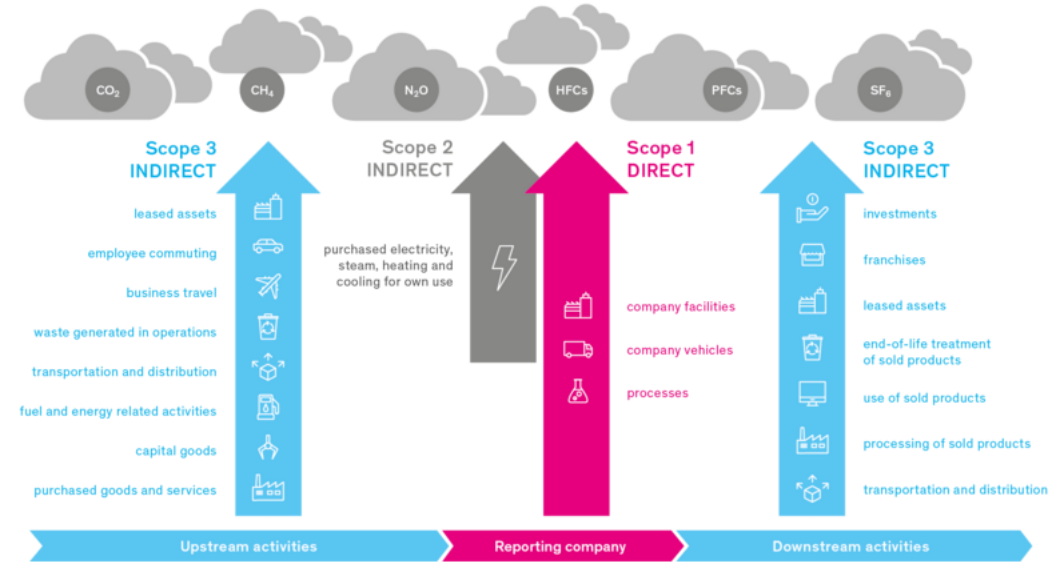 CO₂
CH₄
N₂O
HFCs
PFCs
SF₆
Scope 3
INDIRECT
leased assets
employee commuting
business travel
waste generated in operations
transportation and distribution
fuel and energy related activities
capital goods
purchased goods and services
Scope 2
INDIRECT
purchased electricity,
steam, heating and
cooling for own use
Scope 1
DIRECT
company facilities
company vehicles
processes
Scope 3
INDIRECT
investments
franchises
leased assets
end-of-life treatment
of sold products
use of sold products
processing of sold products
transportation and distribution
Upstream activities
Reporting company
Downstream activities